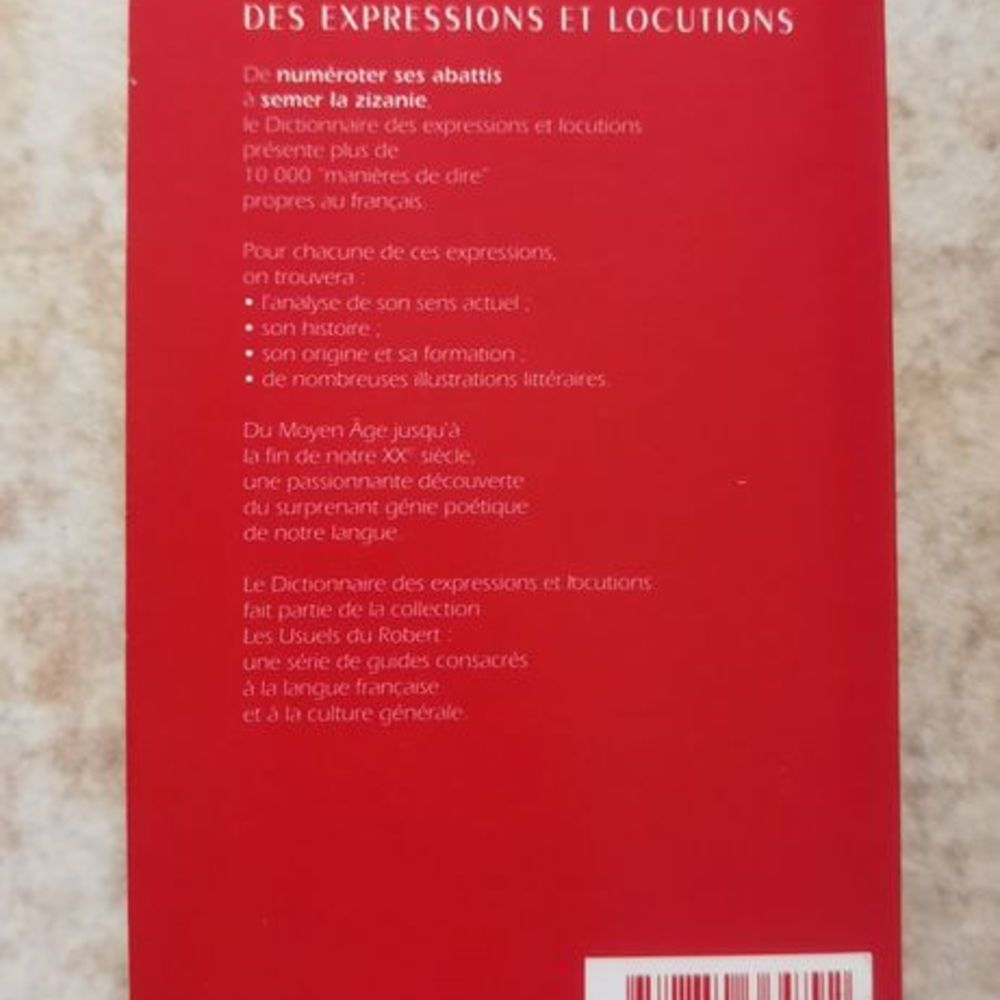 DES EXPRESSIONS ET LOCUTIONS
De numéroter ses abattis
à semer la zizanie,
le Dictionnaire des expressions et locutions
présente plus de
10 000 "manières de dire"
propres au français.
Pour chacune de ces expressions,
on trouvera :
• l'analyse de son sens actuel ;
• son histoire ;
• son origine et sa formation ;
• de nombreuses illustrations littéraires.
Du Moyen Âge jusqu'à
la fin de notre XXe siècle,
une passionnante découverte
du surprenant génie poétique
de notre langue.
Le Dictionnaire des expressions et locutions
fait partie de la collection
Les Usuels du Robert :
une série de guides consacrés
à la langue française
et à la culture générale.